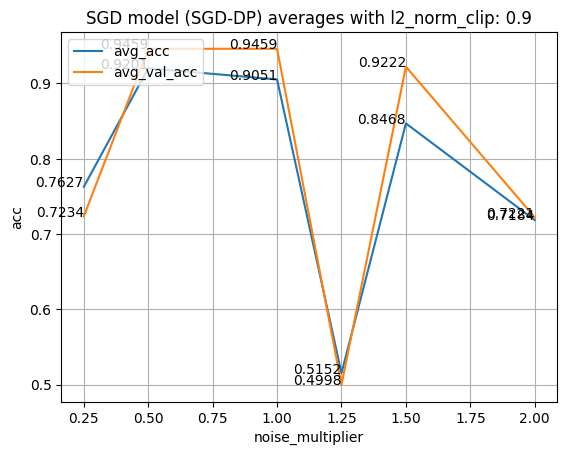 SGD model (SGD-DP) averages with l2_norm_clip: 0.9
avg_acc
avg_val_acc
0.9459
0.9459
0.9051
0.9222
0.8468
0.7627
0.7234
0.7184
0.5152
0.4998
acc
0.9
0.8
0.7
0.6
0.5
0.25 0.50 0.75 1.00 1.25 1.50 1.75 2.00
noise_multiplier